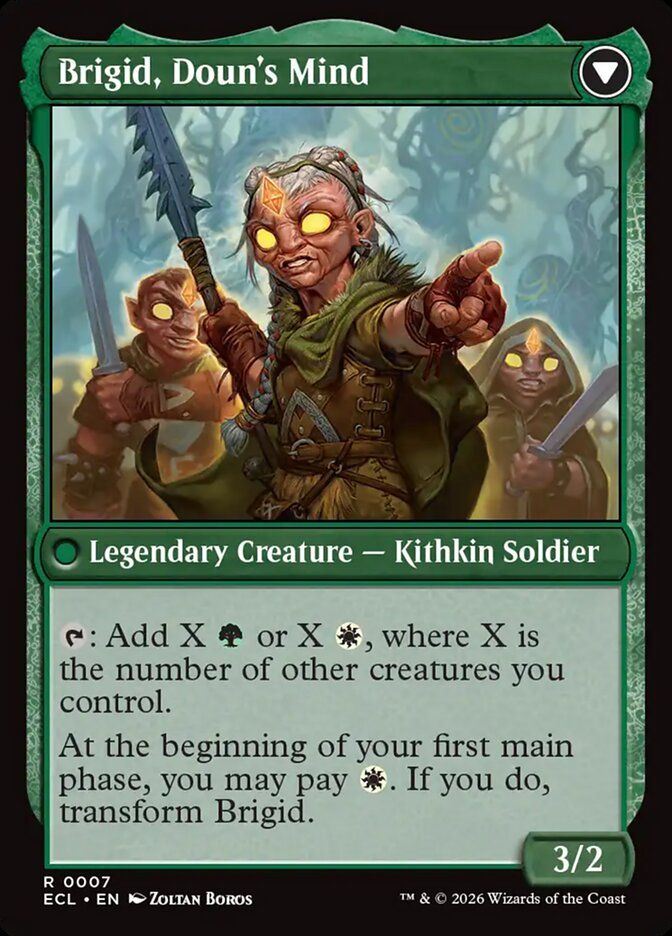 Brigid, Doun's Mind
Legendary Creature — Kithkin Soldier
: Add X or X , where X is
the number of other creatures you
control.
At the beginning of your first main
phase, you may pay . If you do,
transform Brigid.
3/2
R 0007
ECL • EN Zoltan Boros
™ & © 2026 Wizards of the Coast